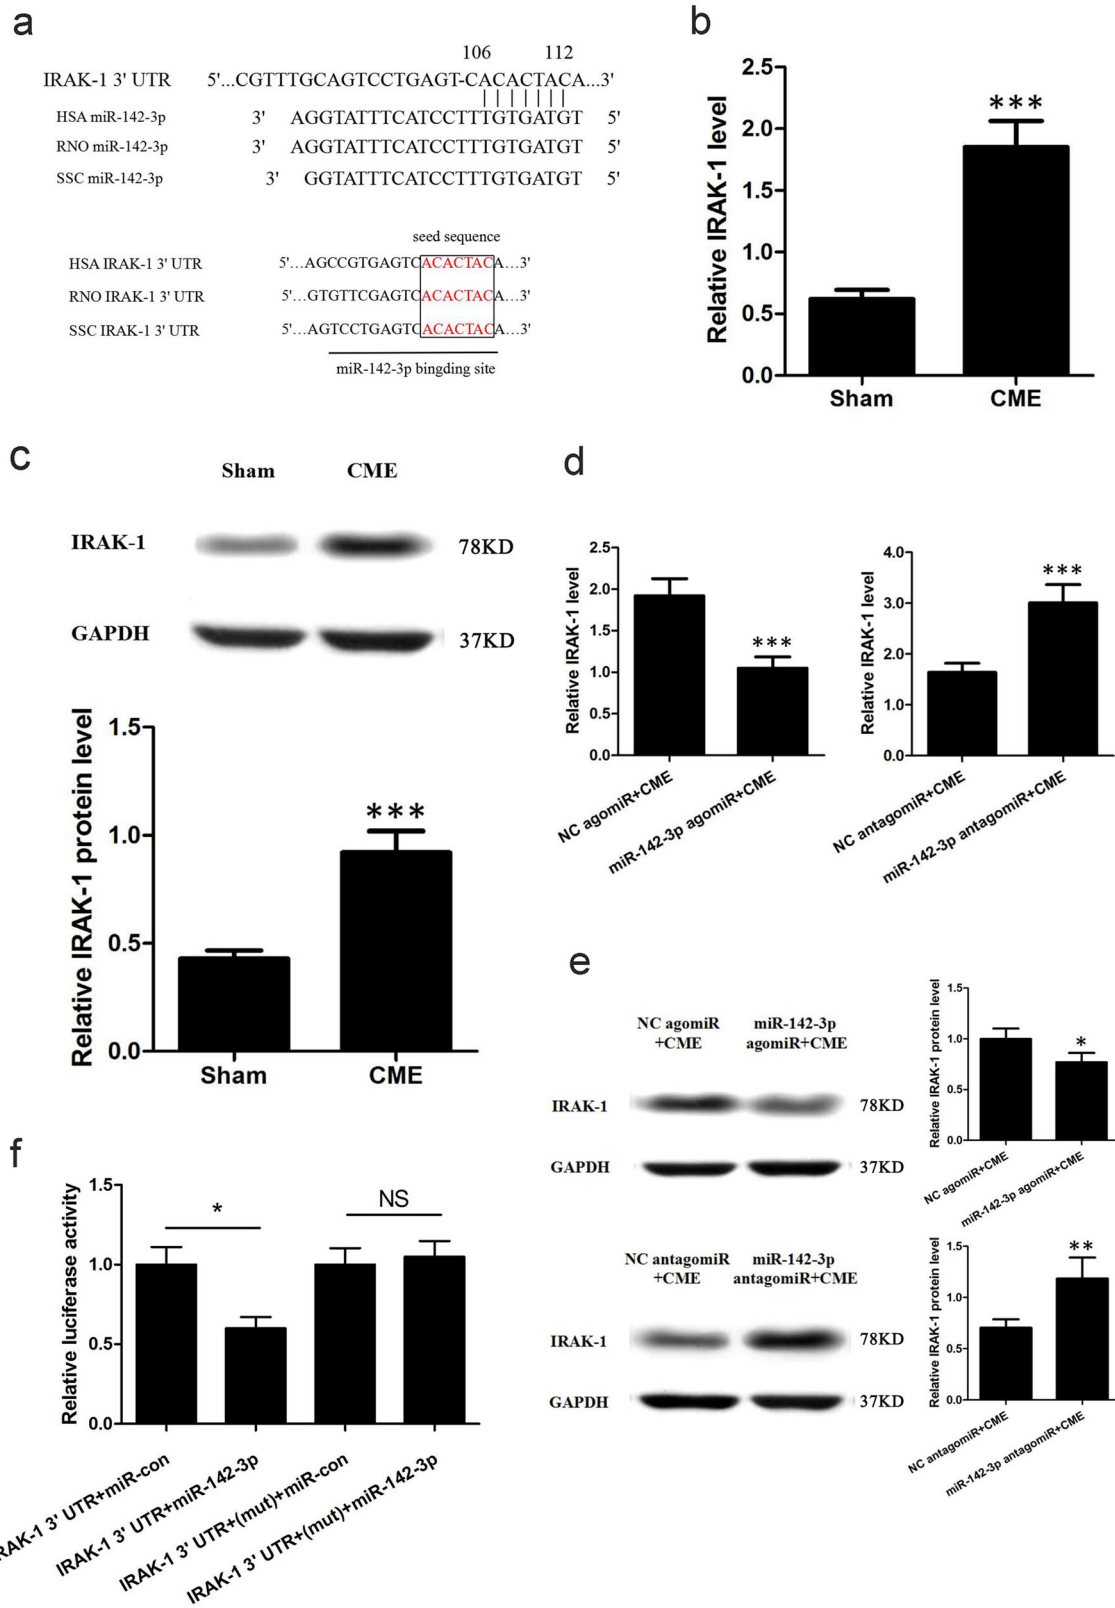 a
106 112
IRAK-1 3' UTR 5'...CGTTTGCAGTCCTGAGT-CACACTACA...3'
HSA miR-142-3p 3' AGGTATTTCATCCTTTGTGATGT 5'
RNO miR-142-3p 3' AGGTATTTCATCCTTTGTGATGT 5'
SSC miR-142-3p 3' GGTATTTCATCCTTTGTGATGT 5'
seed sequence
HSA IRAK-1 3' UTR 5'...AGCCGTGAGTCACACTACA...3'
RNO IRAK-1 3' UTR 5'...GTGTTCGAGTCACACTACA...3'
SSC IRAK-1 3' UTR 5'...AGTCCTGAGTCACACTACA...3'
miR-142-3p bingding site
b
Relative IRAK-1 level
2.5
2.0
1.5
1.0
0.5
0.0
***
Sham CME
c
Sham CME
IRAK-1 78KD
GAPDH 37KD
Relative IRAK-1 protein level
1.5
1.0
0.5
0.0
***
Sham CME
d
Relative IRAK-1 level
2.5
2.0
1.5
1.0
0.5
0.0
***
NC agomiR+CME
miR-142-3p agomiR+CME
Relative IRAK-1 level
4.0
3.0
2.0
1.0
0.0
***
NC antagomiR+CME
miR-142-3p antagomiR+CME
e
NC agomiR miR-142-3p
+CME agomiR+CME
IRAK-1 78KD
GAPDH 37KD
Relative IRAK-1 protein level
1.5
1.0
0.5
0.0
*
NC agomiR+CME
miR-142-3p agomiR+CME
NC antagomiR miR-142-3p
+CME antagomiR+CME
IRAK-1 78KD
GAPDH 37KD
Relative IRAK-1 protein level
1.5
1.0
0.5
0.0
**
NC antagomiR+CME
miR-142-3p antagomiR+CME
f
Relative luciferase activity
1.5
1.0
0.5
0.0
* NS
RAK-1 3' UTR+miR-con
IRAK-1 3' UTR+miR-142-3p
IRAK-1 3' UTR+(mut)+miR-con
IRAK-1 3' UTR+(mut)+miR-142-3p